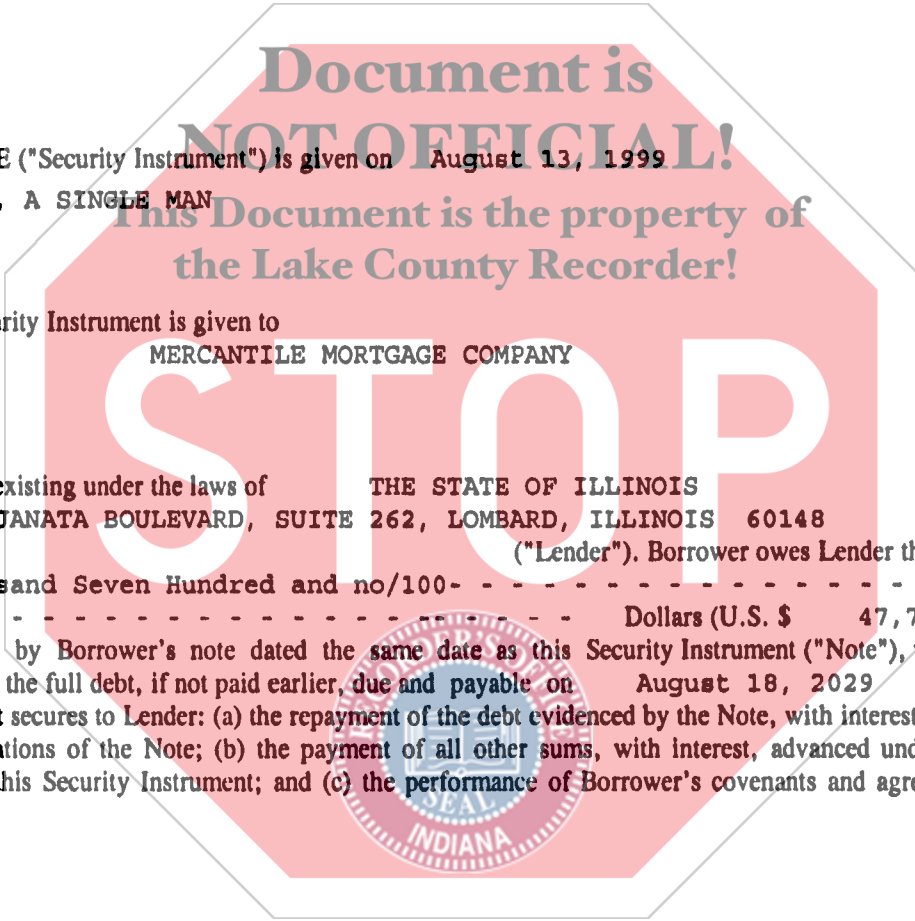 Document is
NOT OFFICIAL!
E ("Security Instrument") is given on August 13, 1999
, A SINGLE MAN
This Document is the property of
the Lake County Recorder!
rity Instrument is given to
MERCANTILE MORTGAGE COMPANY
STOP
existing under the laws of THE STATE OF ILLINOIS
JANATA BOULEVARD, SUITE 262, LOMBARD, ILLINOIS 60148
("Lender"). Borrower owes Lender th
sand Seven Hundred and no/100- - - - - - - - - - - - - - - - -
- - - - - - - - - - - - - - - - - - - - Dollars (U.S. $ 47,7
by Borrower's note dated the same date as this Security Instrument ("Note"),
the full debt, if not paid earlier, due and payable on August 18, 2029
t secures to Lender: (a) the repayment of the debt evidenced by the Note, with interest
ations of the Note; (b) the payment of all other sums, with interest, advanced und
this Security Instrument; and (c) the performance of Borrower's covenants and agre
RECORDER'S OFFICE
SEAL
INDIANA